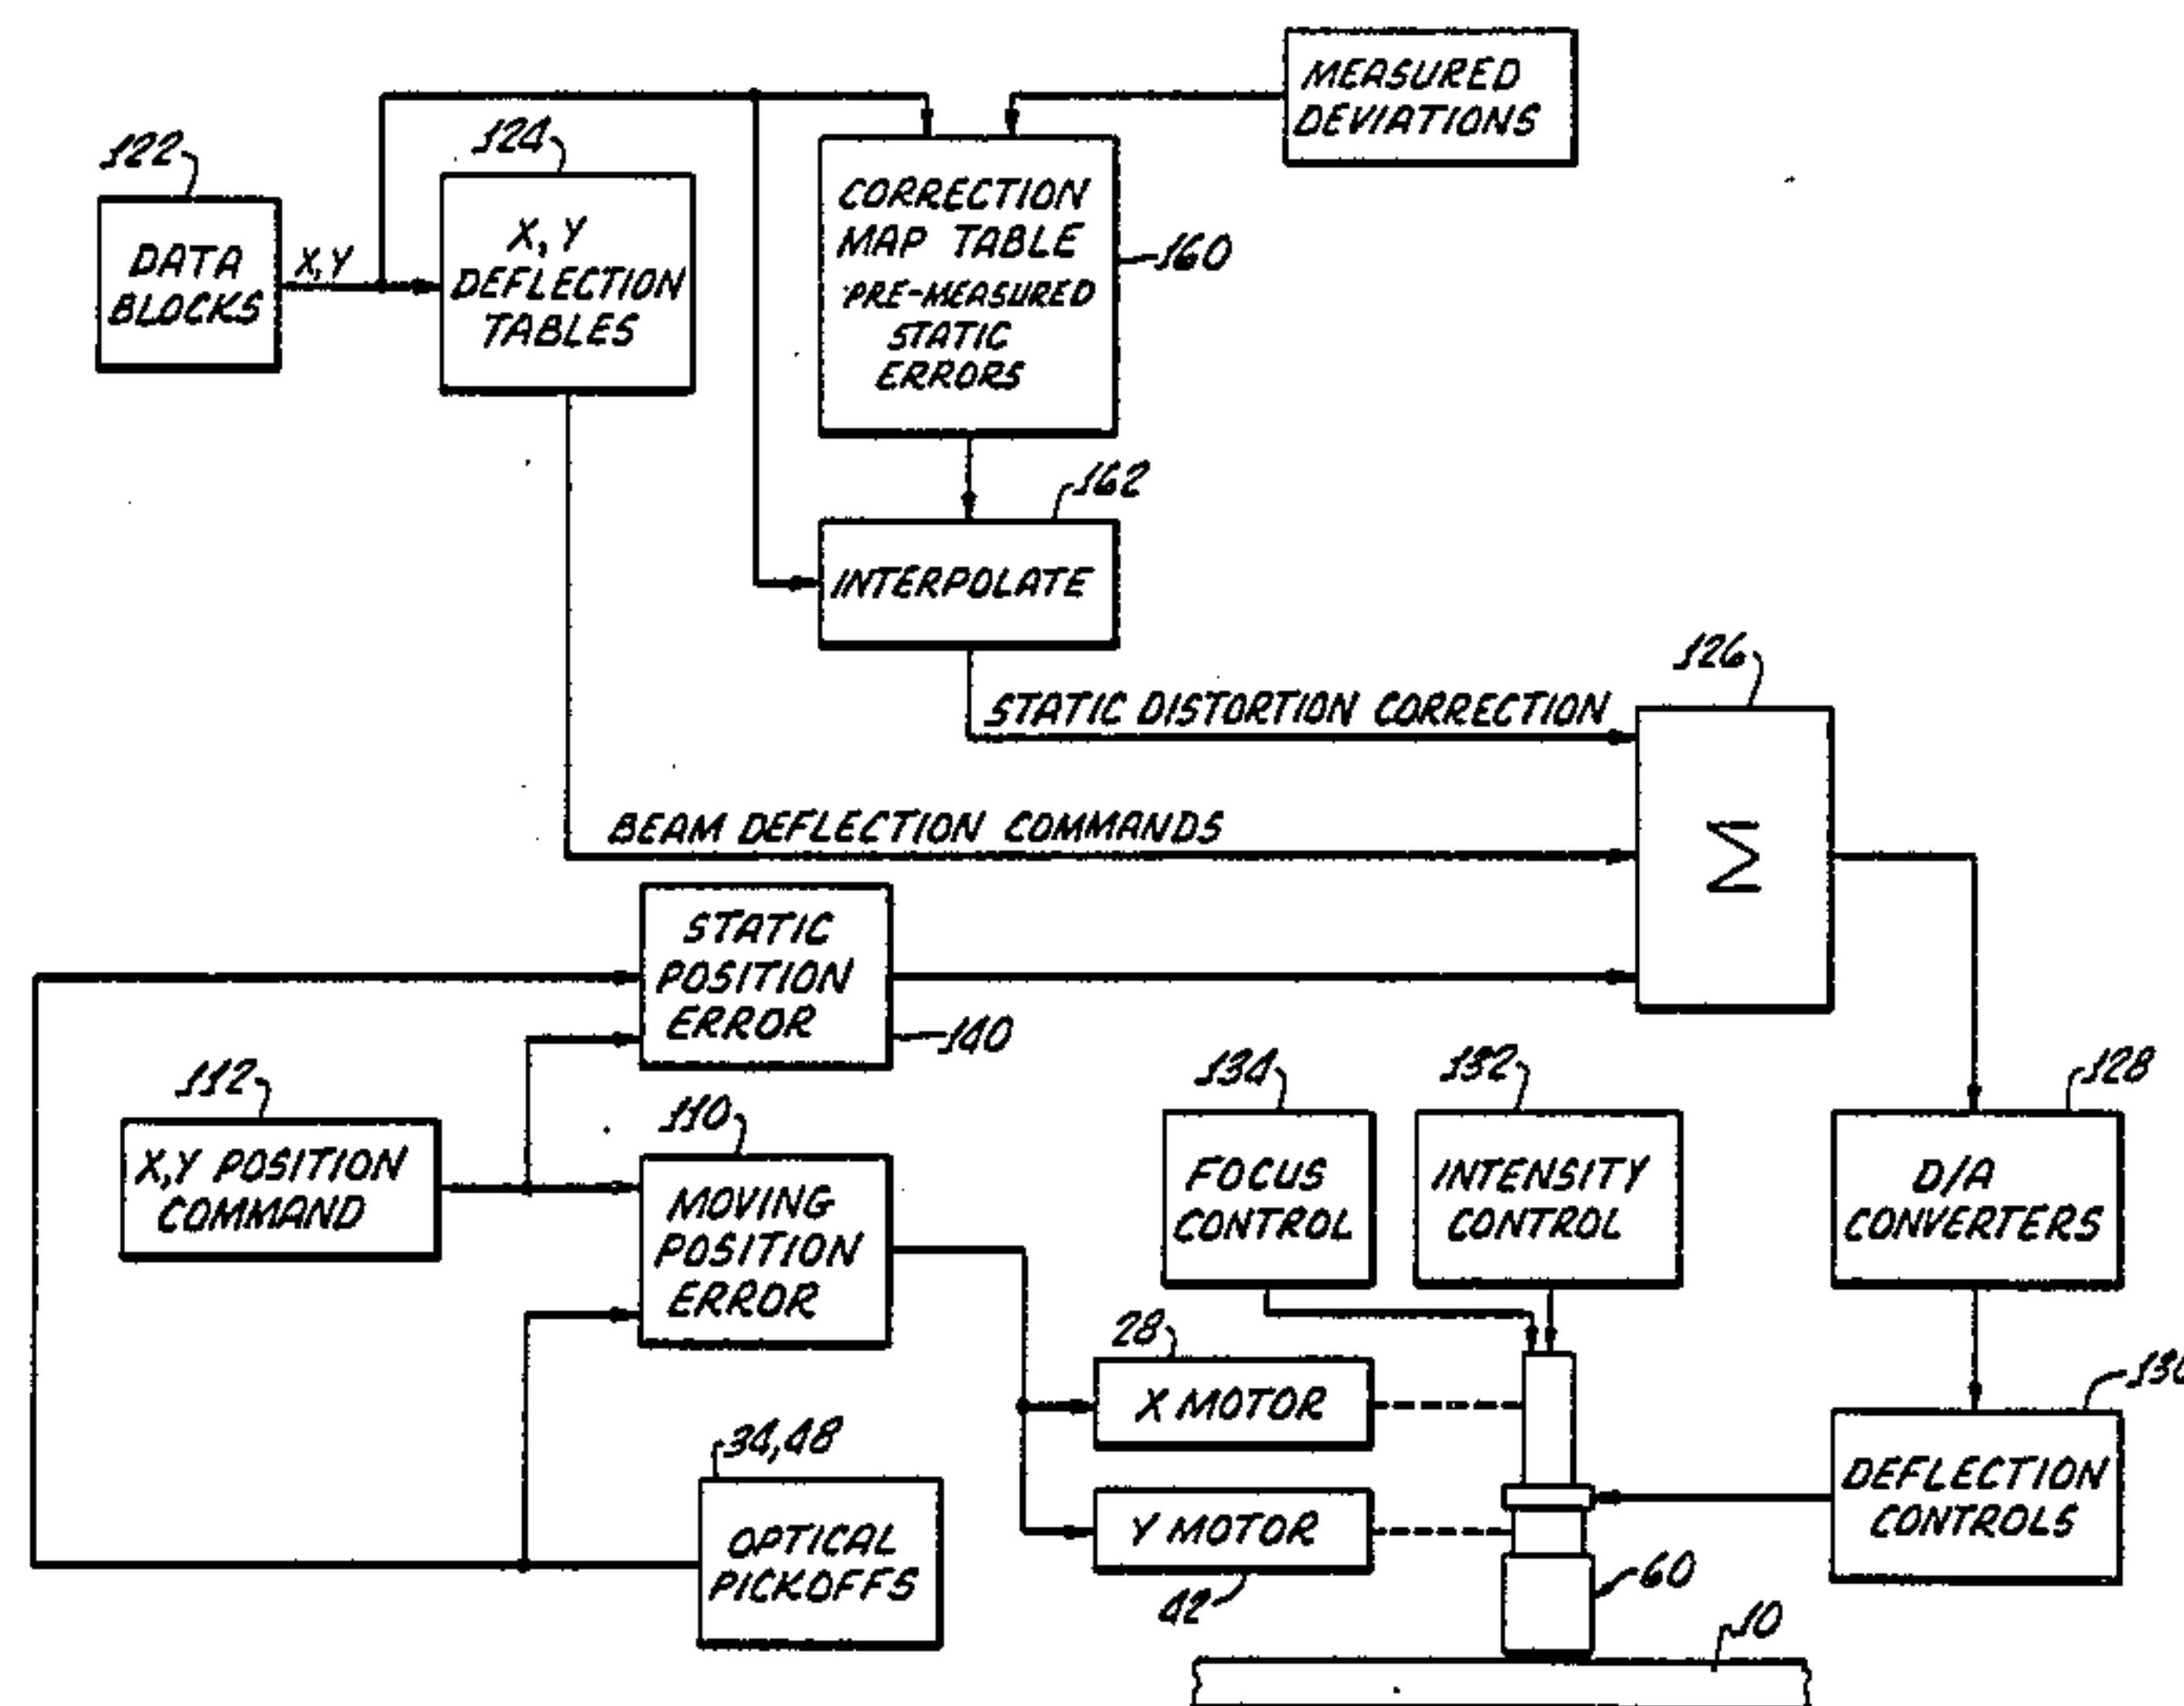 MEASURED
DEVIATIONS
122
124
CORRECTION
MAP TABLE
PRE-MEASURED
STATIC
ERRORS
160
DATA
BLOCKS
X,Y
X, Y
DEFLECTION
TABLES
162
INTERPOLATE
126
STATIC DISTORTION CORRECTION
BEAM DEFLECTION COMMANDS
Σ
STATIC
POSITION
ERROR
140
112
X,Y POSITION
COMMAND
110
MOVING
POSITION
ERROR
134
FOCUS
CONTROL
132
INTENSITY
CONTROL
128
D/A
CONVERTERS
28
X MOTOR
34,48
OPTICAL
PICKOFFS
Y MOTOR
42
DEFLECTION
CONTROLS
60
10